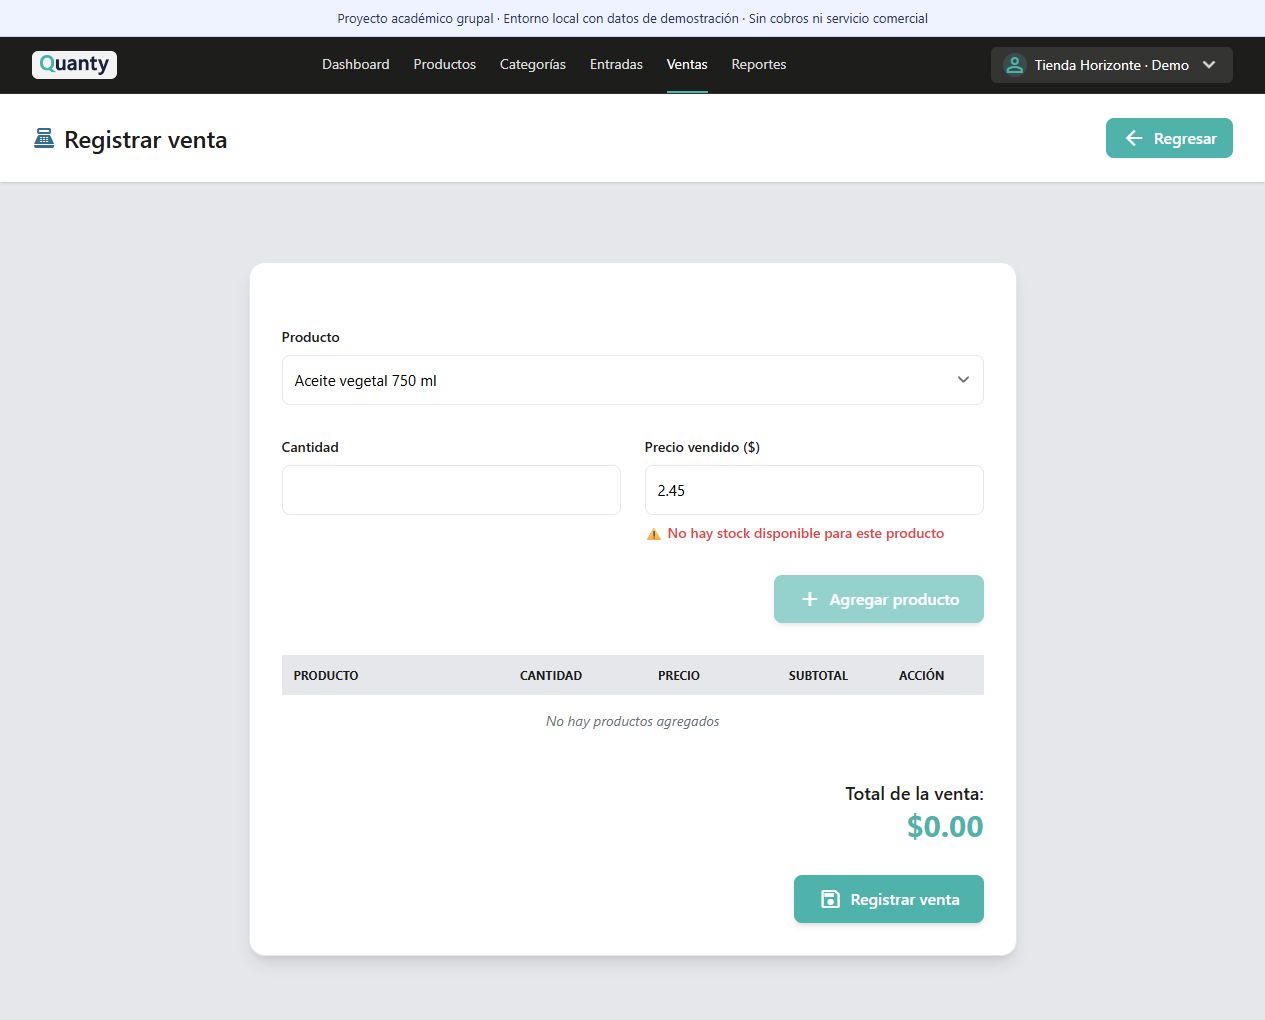 Proyecto académico grupal · Entorno local con datos de demostración · Sin cobros ni servicio comercial
Quanty
Dashboard Productos Categorías Entradas Ventas Reportes
Tienda Horizonte · Demo
Registrar venta
Regresar
Producto
Aceite vegetal 750 ml
Cantidad Precio vendido ($)
2.45
No hay stock disponible para este producto
Agregar producto
PRODUCTO CANTIDAD PRECIO SUBTOTAL ACCIÓN
No hay productos agregados
Total de la venta:
$0.00
Registrar venta